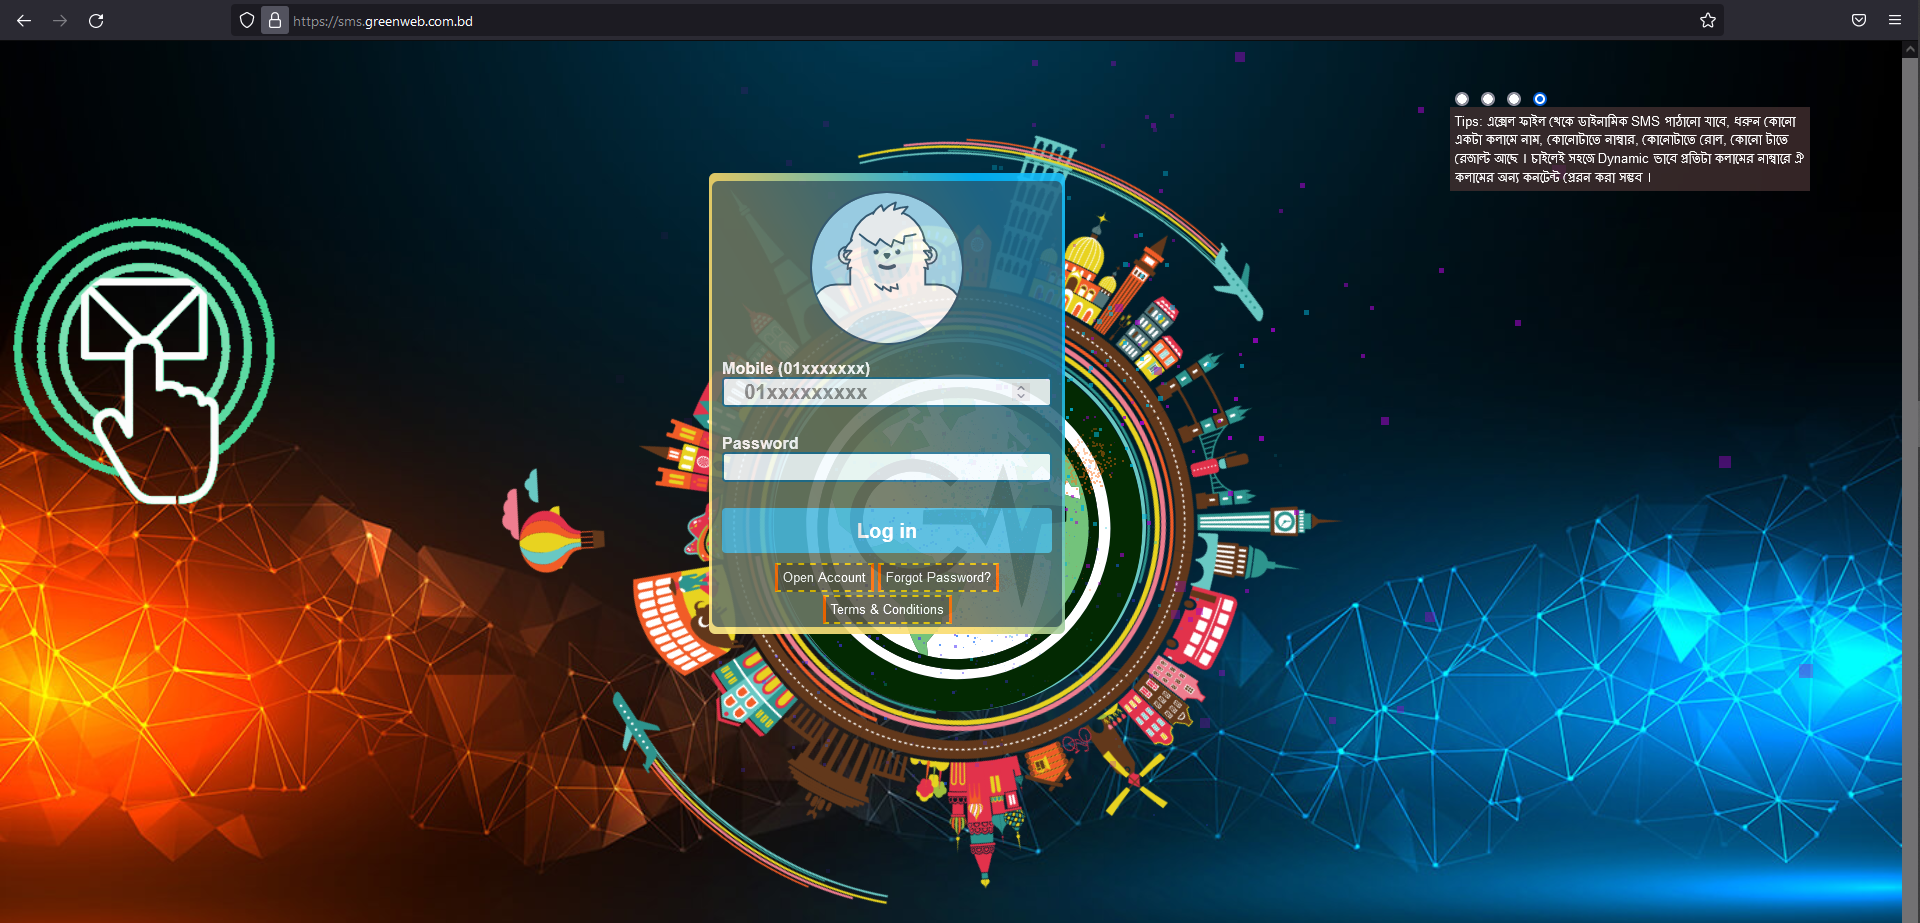 https://sms.greenweb.com.bd
Tips: এক্সেল ফাইল থেকে ডাইনামিক SMS পাঠানো যাবে, ধরুন কোনো
একটা কলামে নাম, কোনোটাতে নাম্বার, কোনোটাতে রোল, কোনো টাতে
রেজাল্ট আছে । চাইলেই সহজে Dynamic ভাবে প্রতিটা কলামের নাম্বারে ঐ
কলামের অন্য কনটেন্ট প্রেরন করা সম্ভব ।
Mobile (01xxxxxxx)
01xxxxxxxxx
Password
Log in
Open Account Forgot Password?
Terms & Conditions